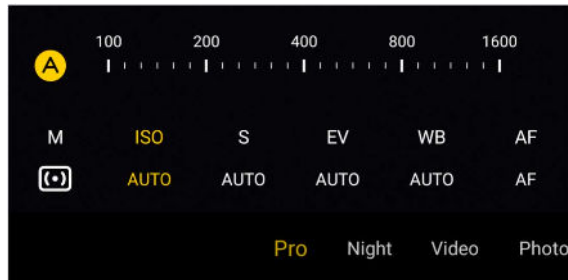 100 200 400 800 1600
A
M ISO S EV WB AF
AUTO AUTO AUTO AUTO AF
Pro Night Video Photo